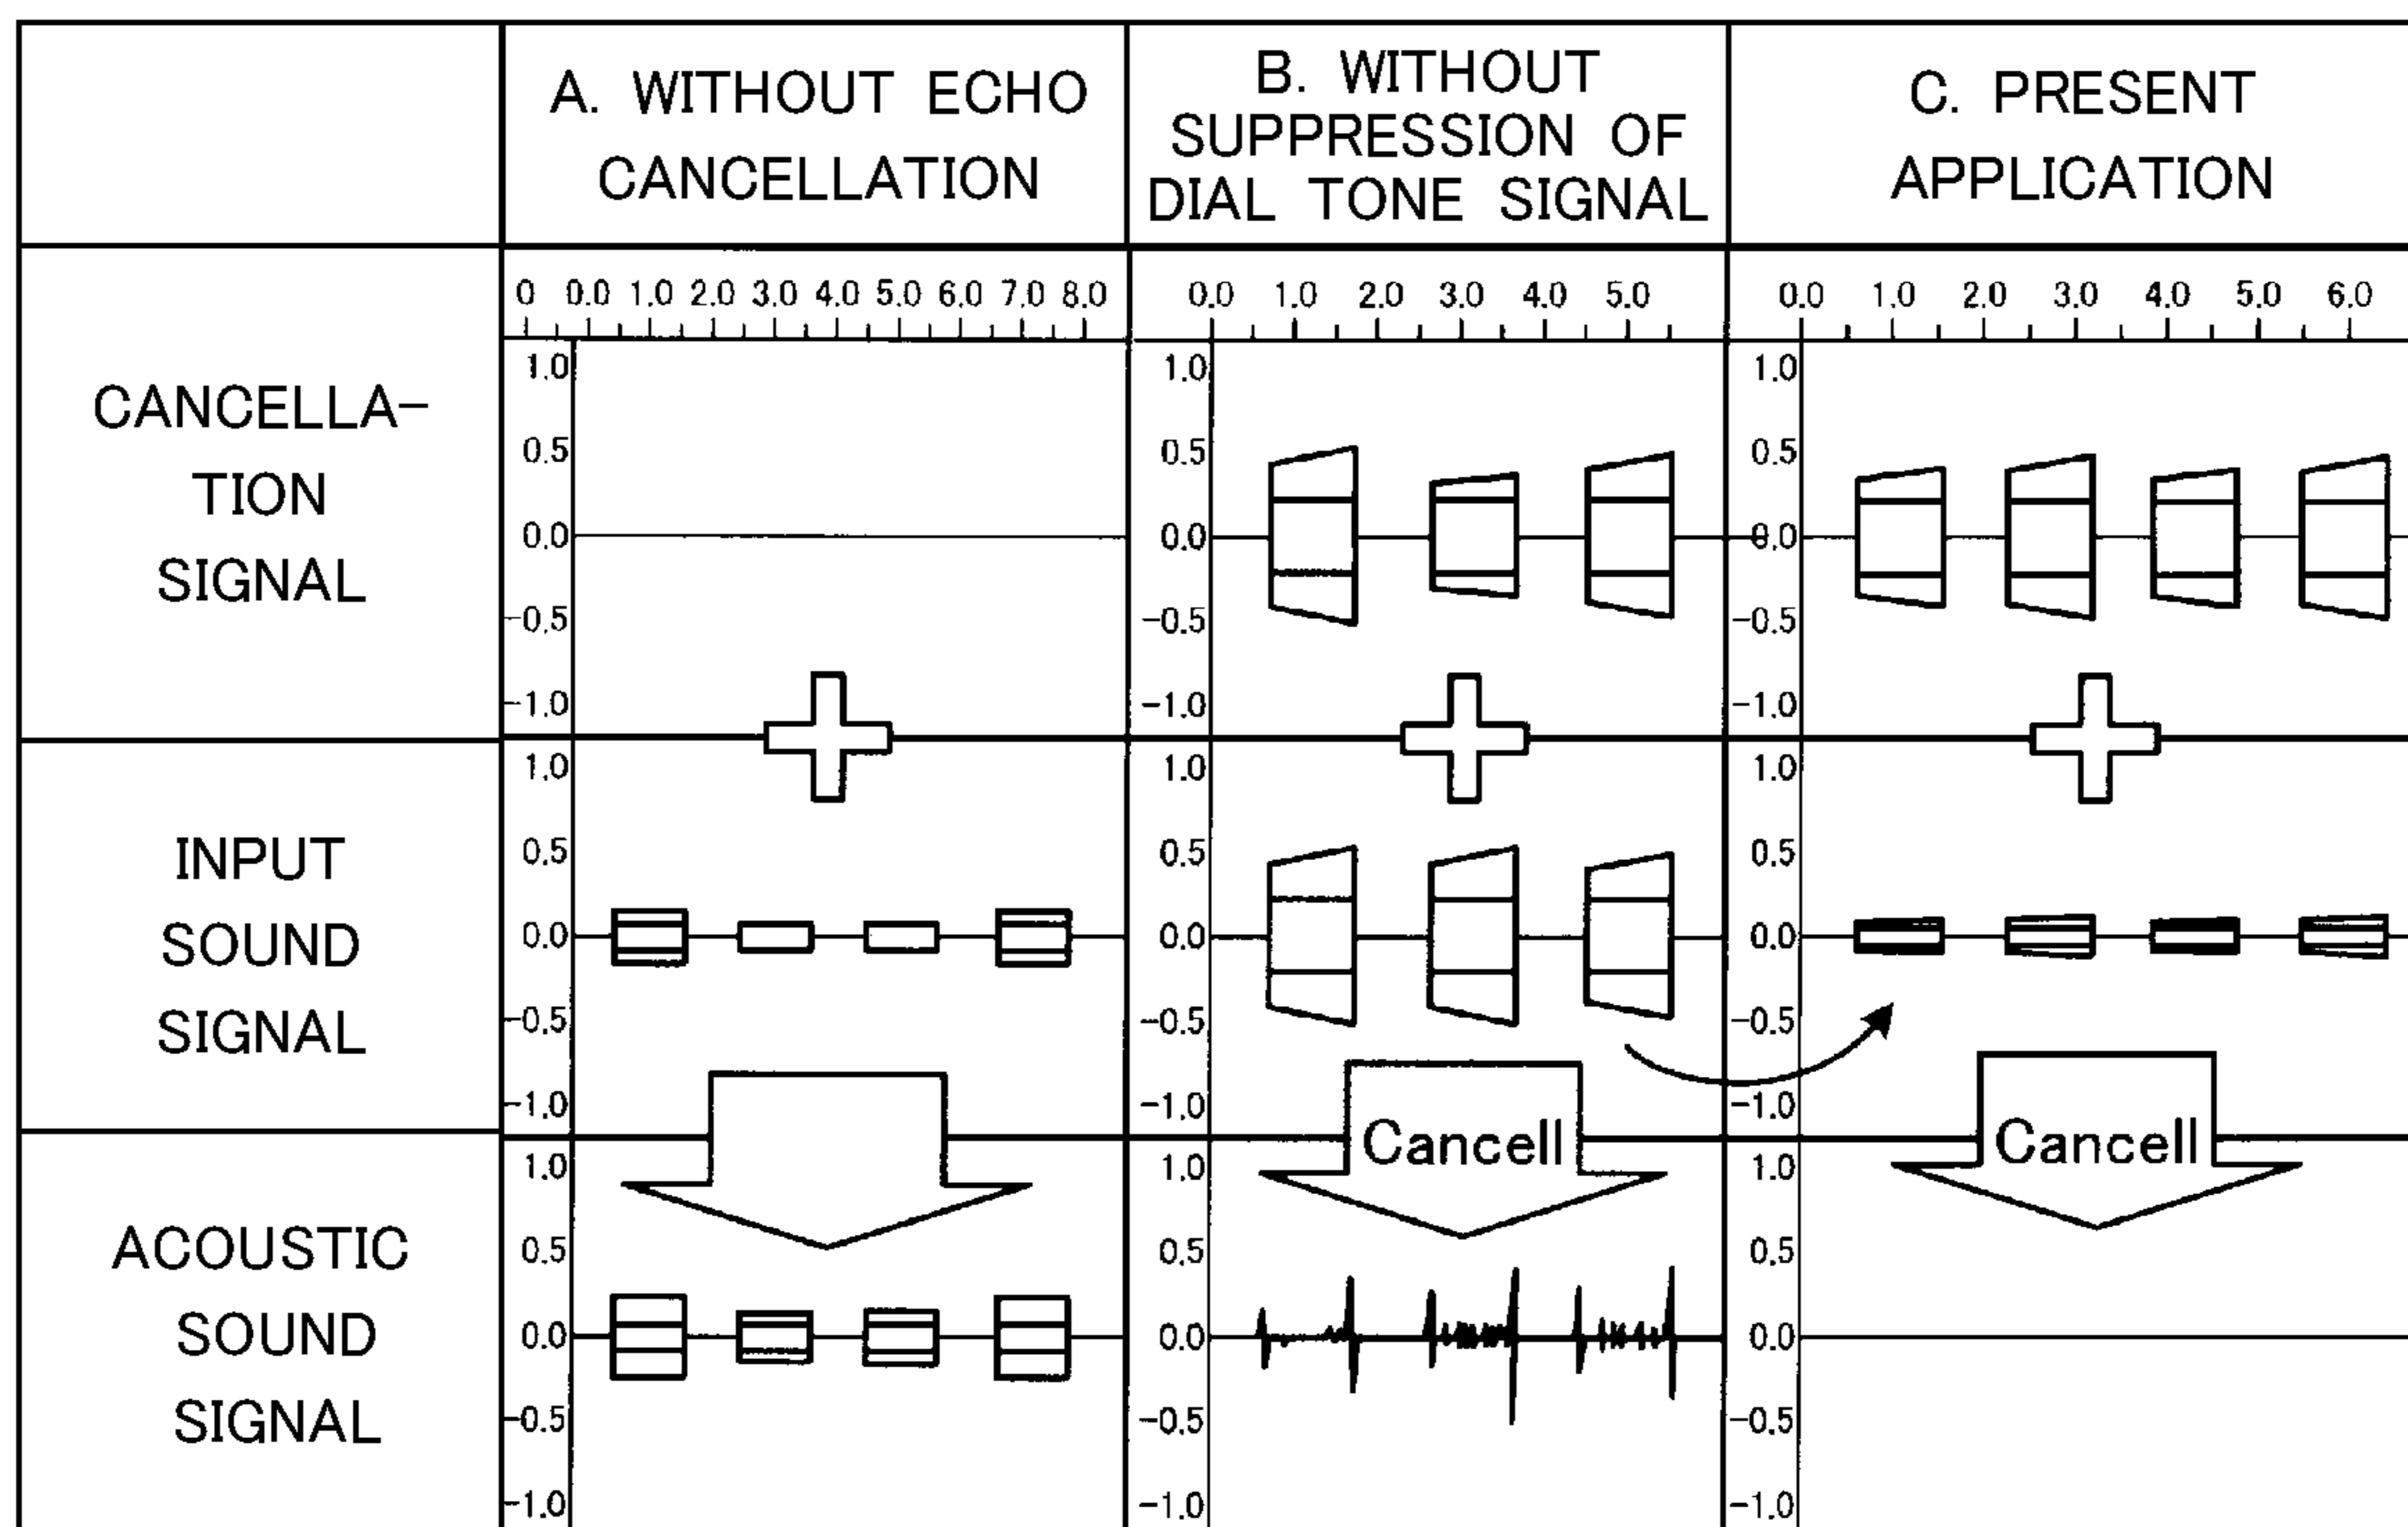 A. WITHOUT ECHO
CANCELLATION
B. WITHOUT
SUPPRESSION OF
DIAL TONE SIGNAL
C. PRESENT
APPLICATION
CANCELLA-
TION
SIGNAL
0 0.0 1.0 2.0 3.0 4.0 5.0 6.0 7.0 8.0
1.0
0.5
0.0
-0.5
-1.0
0.0 1.0 2.0 3.0 4.0 5.0
1.0
0.5
0.0
-0.5
-1.0
0.0 1.0 2.0 3.0 4.0 5.0 6.0
1.0
0.5
0.0
-0.5
-1.0
INPUT
SOUND
SIGNAL
1.0
0.5
0.0
-0.5
-1.0
1.0
0.5
0.0
-0.5
-1.0
Cancell
1.0
0.5
0.0
-0.5
-1.0
Cancell
ACOUSTIC
SOUND
SIGNAL
1.0
0.5
0.0
-0.5
-1.0
1.0
0.5
0.0
-0.5
-1.0
1.0
0.5
0.0
-0.5
-1.0